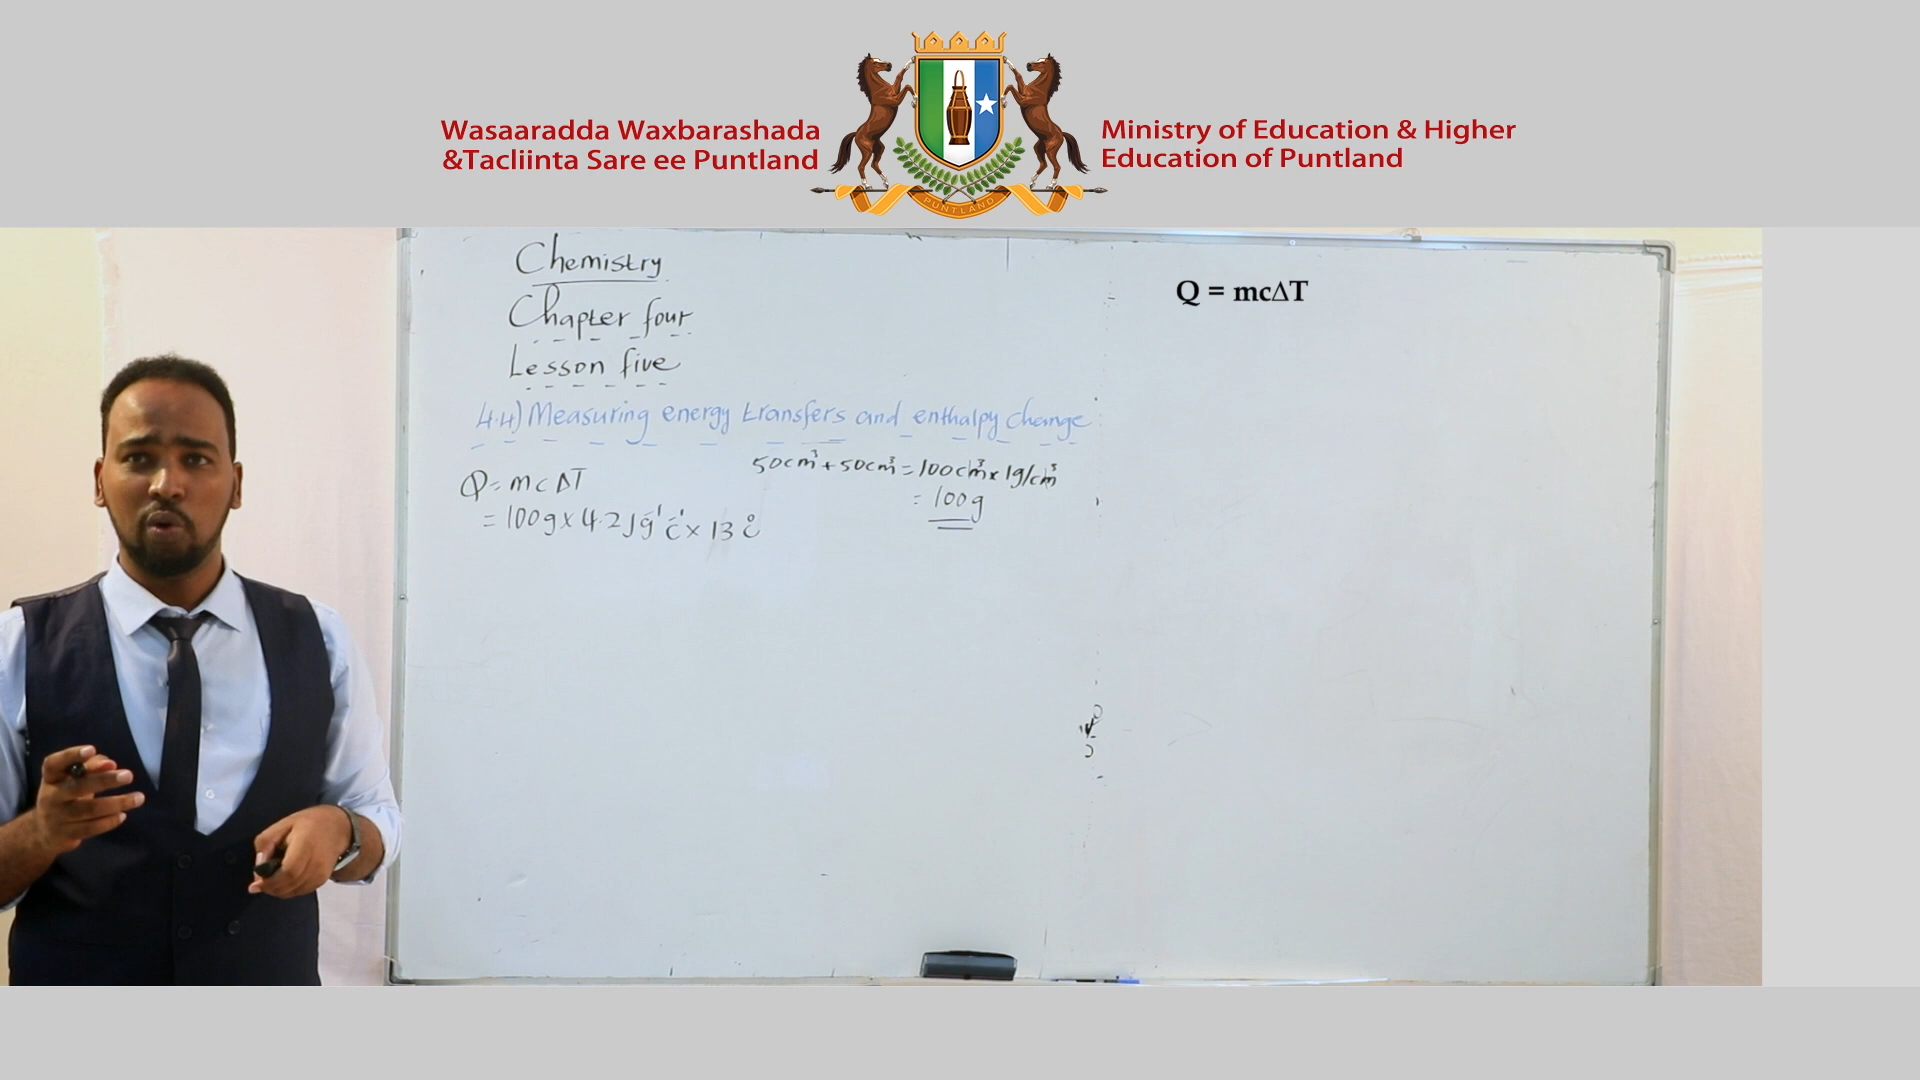 Wasaaradda Waxbarashada
&Tacliinta Sare ee Puntland
PUNTLAND
Ministry of Education & Higher
Education of Puntland
Chemistry
Chapter four
Lesson five
4.4) Measuring energy transfers and enthalpy change
Q = mcΔT
= 100g x 4.2 J g⁻¹ c⁻¹ x 13 °c
50cm³ + 50cm³ = 100cm³ x 1g/cm³
= 100g
Q = mcΔT